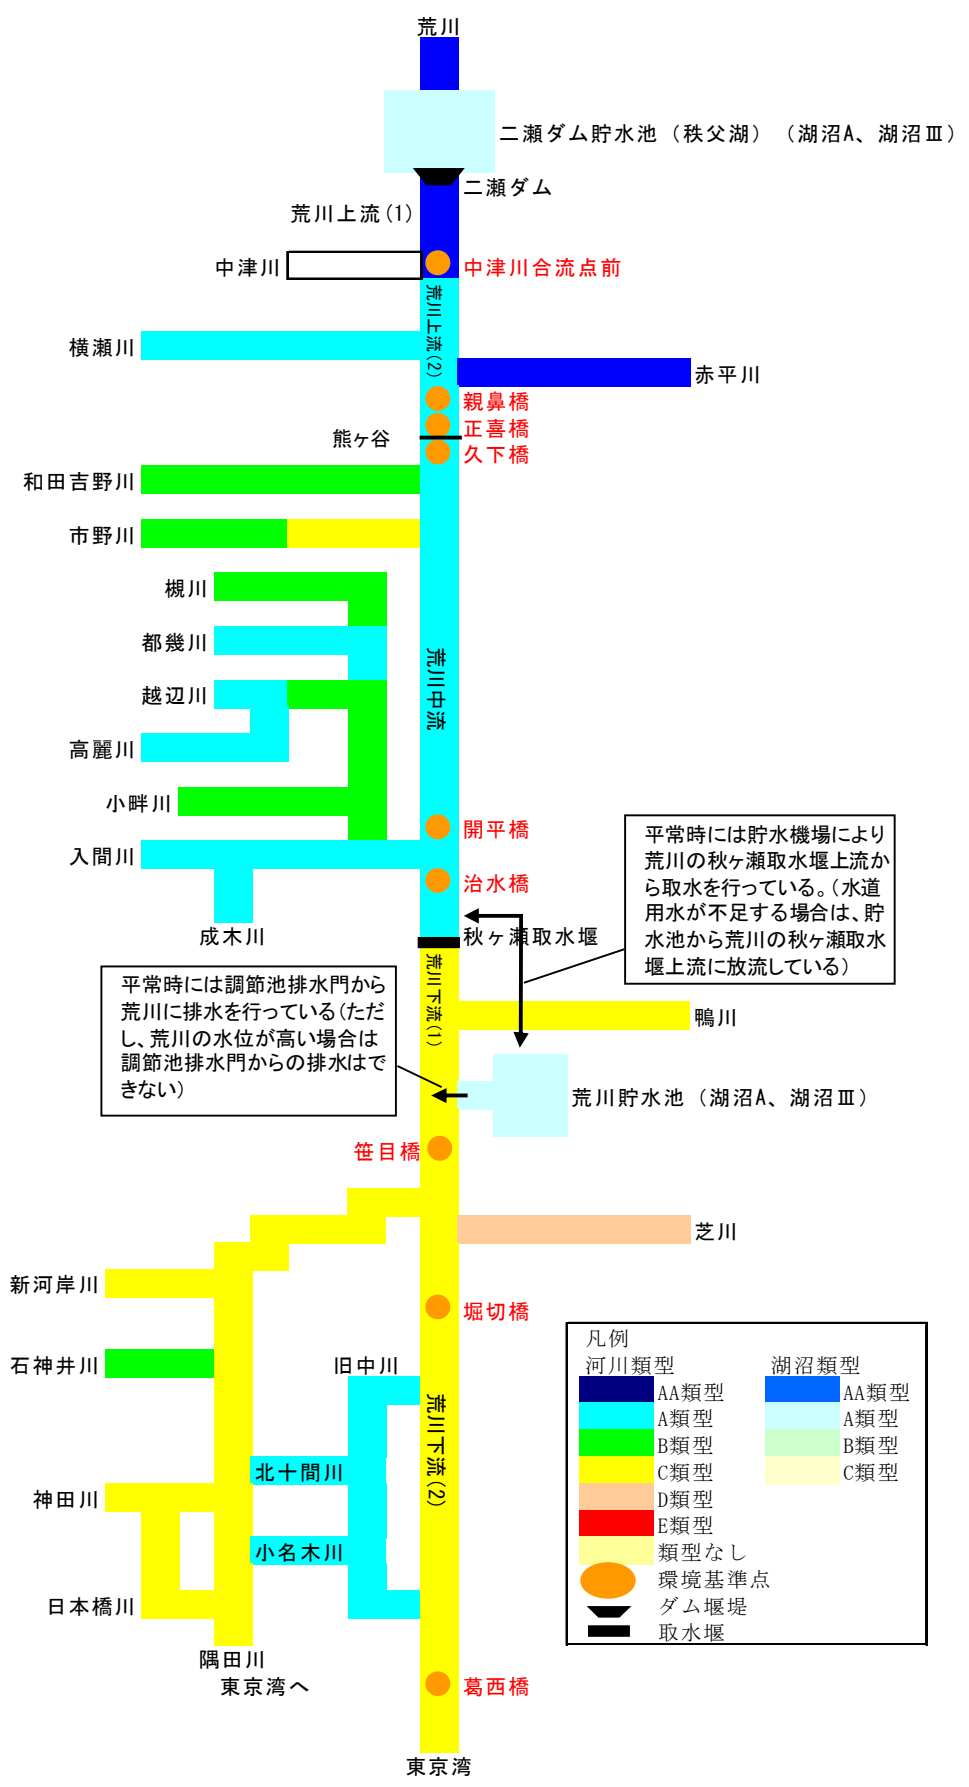 荒川
二瀬ダム貯水池（秩父湖）（湖沼A、湖沼Ⅲ）
二瀬ダム
荒川上流(1)
中津川
中津川合流点前
荒川上流(2)
横瀬川
赤平川
親鼻橋
正喜橋
熊ヶ谷
久下橋
和田吉野川
市野川
槻川
都幾川
荒川中流
越辺川
高麗川
小畔川
開平橋
入間川
治水橋
成木川
秋ヶ瀬取水堰
平常時には貯水機場により
荒川の秋ヶ瀬取水堰上流か
ら取水を行っている。（水道
用水が不足する場合は、貯
水池から荒川の秋ヶ瀬取水
堰上流に放流している）
荒川下流(1)
平常時には調節池排水門から
荒川に排水を行っている（ただ
し、荒川の水位が高い場合は
調節池排水門からの排水はで
きない）
鴨川
荒川貯水池（湖沼A、湖沼Ⅲ）
笹目橋
芝川
新河岸川
堀切橋
石神井川
旧中川
荒川下流(2)
北十間川
神田川
小名木川
日本橋川
隅田川
東京湾へ
葛西橋
東京湾
凡例
河川類型
AA類型
A類型
B類型
C類型
D類型
E類型
類型なし
環境基準点
ダム堰堤
取水堰
湖沼類型
AA類型
A類型
B類型
C類型